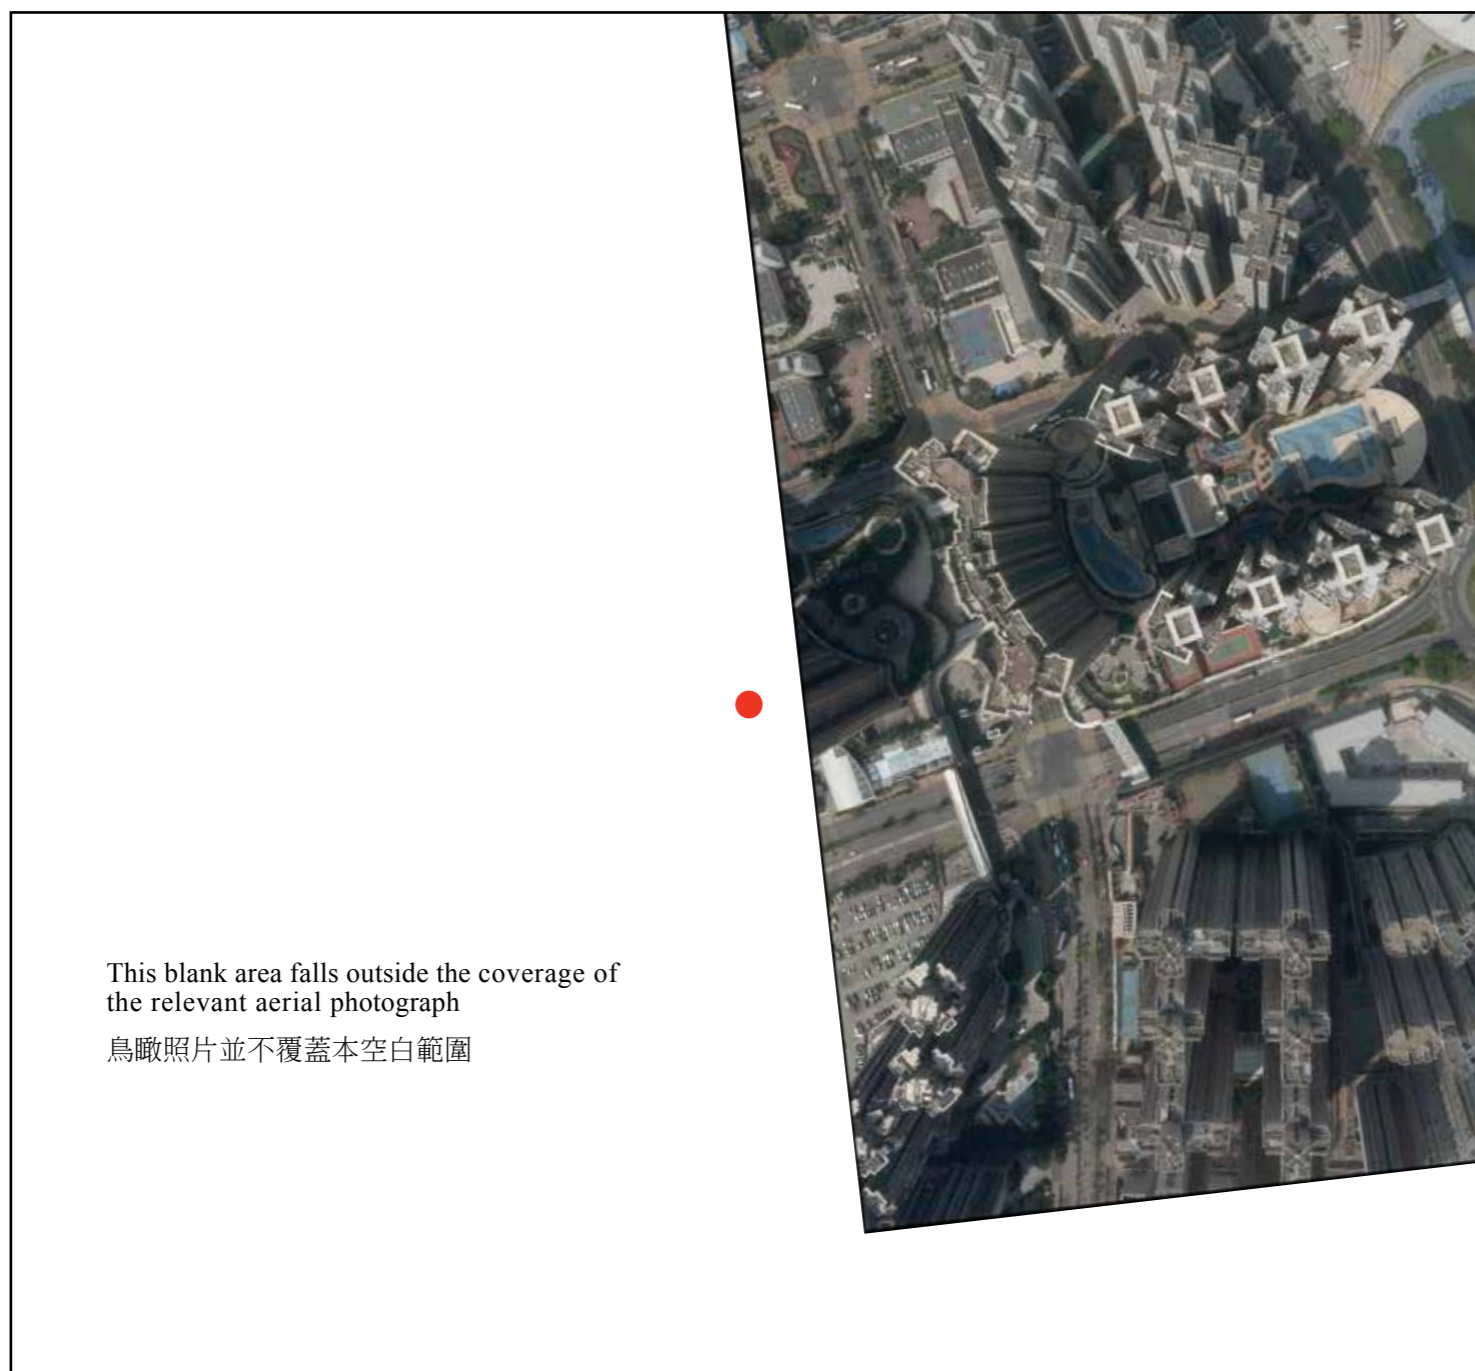 This blank area falls outside the coverage of
the relevant aerial photograph
鳥瞰照片並不覆蓋本空白範圍